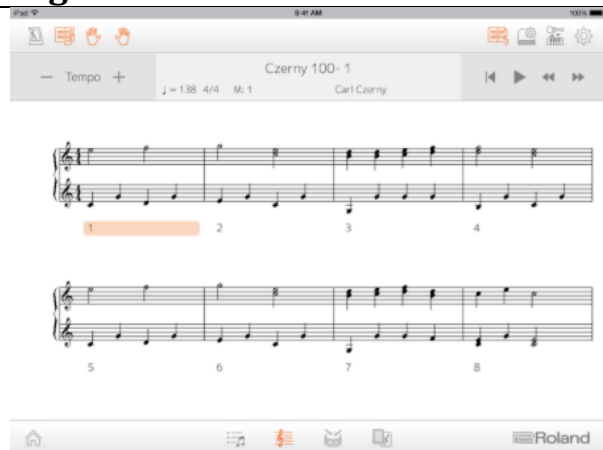 iPad 9:41 AM 100%
− Tempo +
Czerny 100- 1
♩ = 138 4/4 M: 1 Carl Czerny
1 2 3 4
5 6 7 8
Roland